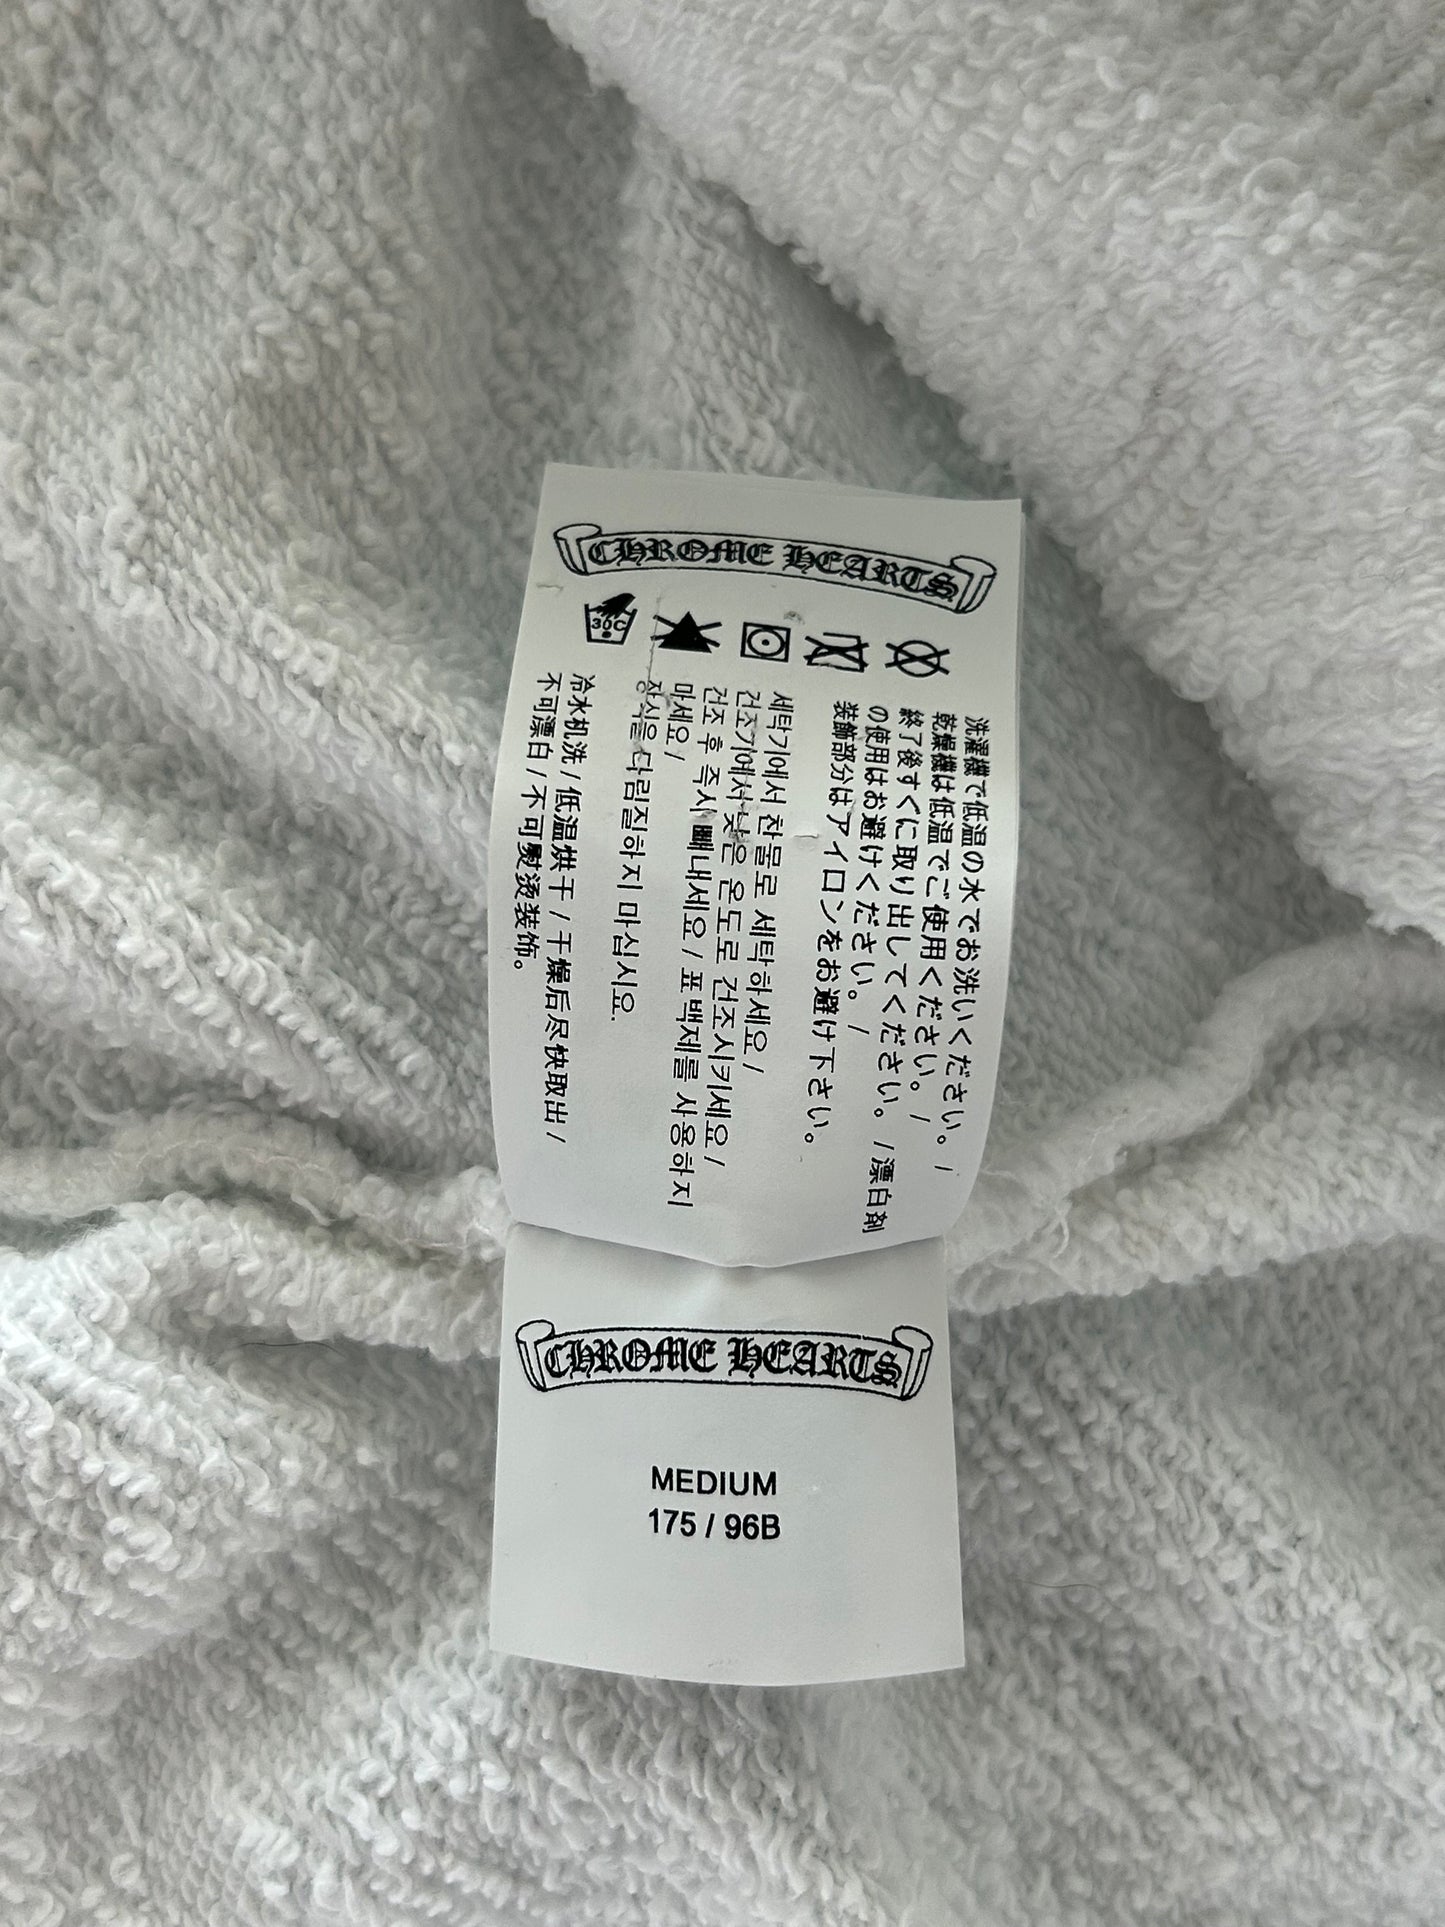 CHROME HEARTS
30C
洗濯機で低温の水でお洗いください。/
乾燥機は低温でご使用ください。/
終了後すぐに取り出してください。/漂白剤
の使用はお避けください。/
装飾部分はアイロンをお避け下さい。
세탁기에서 찬물로 세탁하세요 /
건조기에서 낮은 온도로 건조시키세요 /
건조 후 즉시 빼내세요 / 표백제를 사용하지
마세요 /
장식을 다림질하지 마십시오.
冷水机洗 / 低温烘干 / 干燥后尽快取出 /
不可漂白 / 不可熨烫装饰。
CHROME HEARTS
MEDIUM
175 / 96B